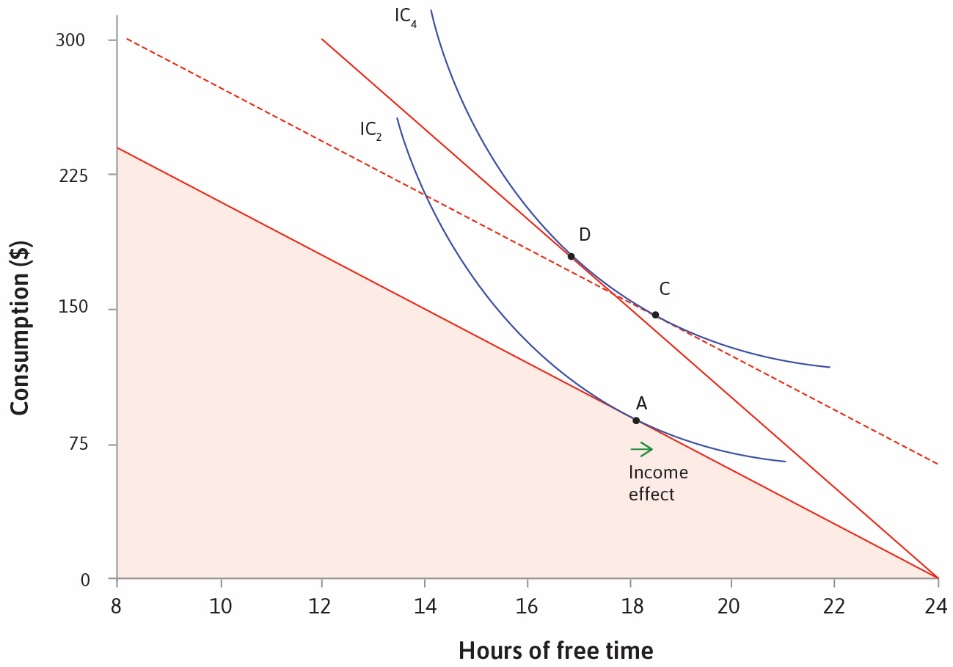 IC4
300
IC2
225
D
C
150
A
75
Income
effect
0
8 10 12 14 16 18 20 22 24
Consumption ($)
Hours of free time